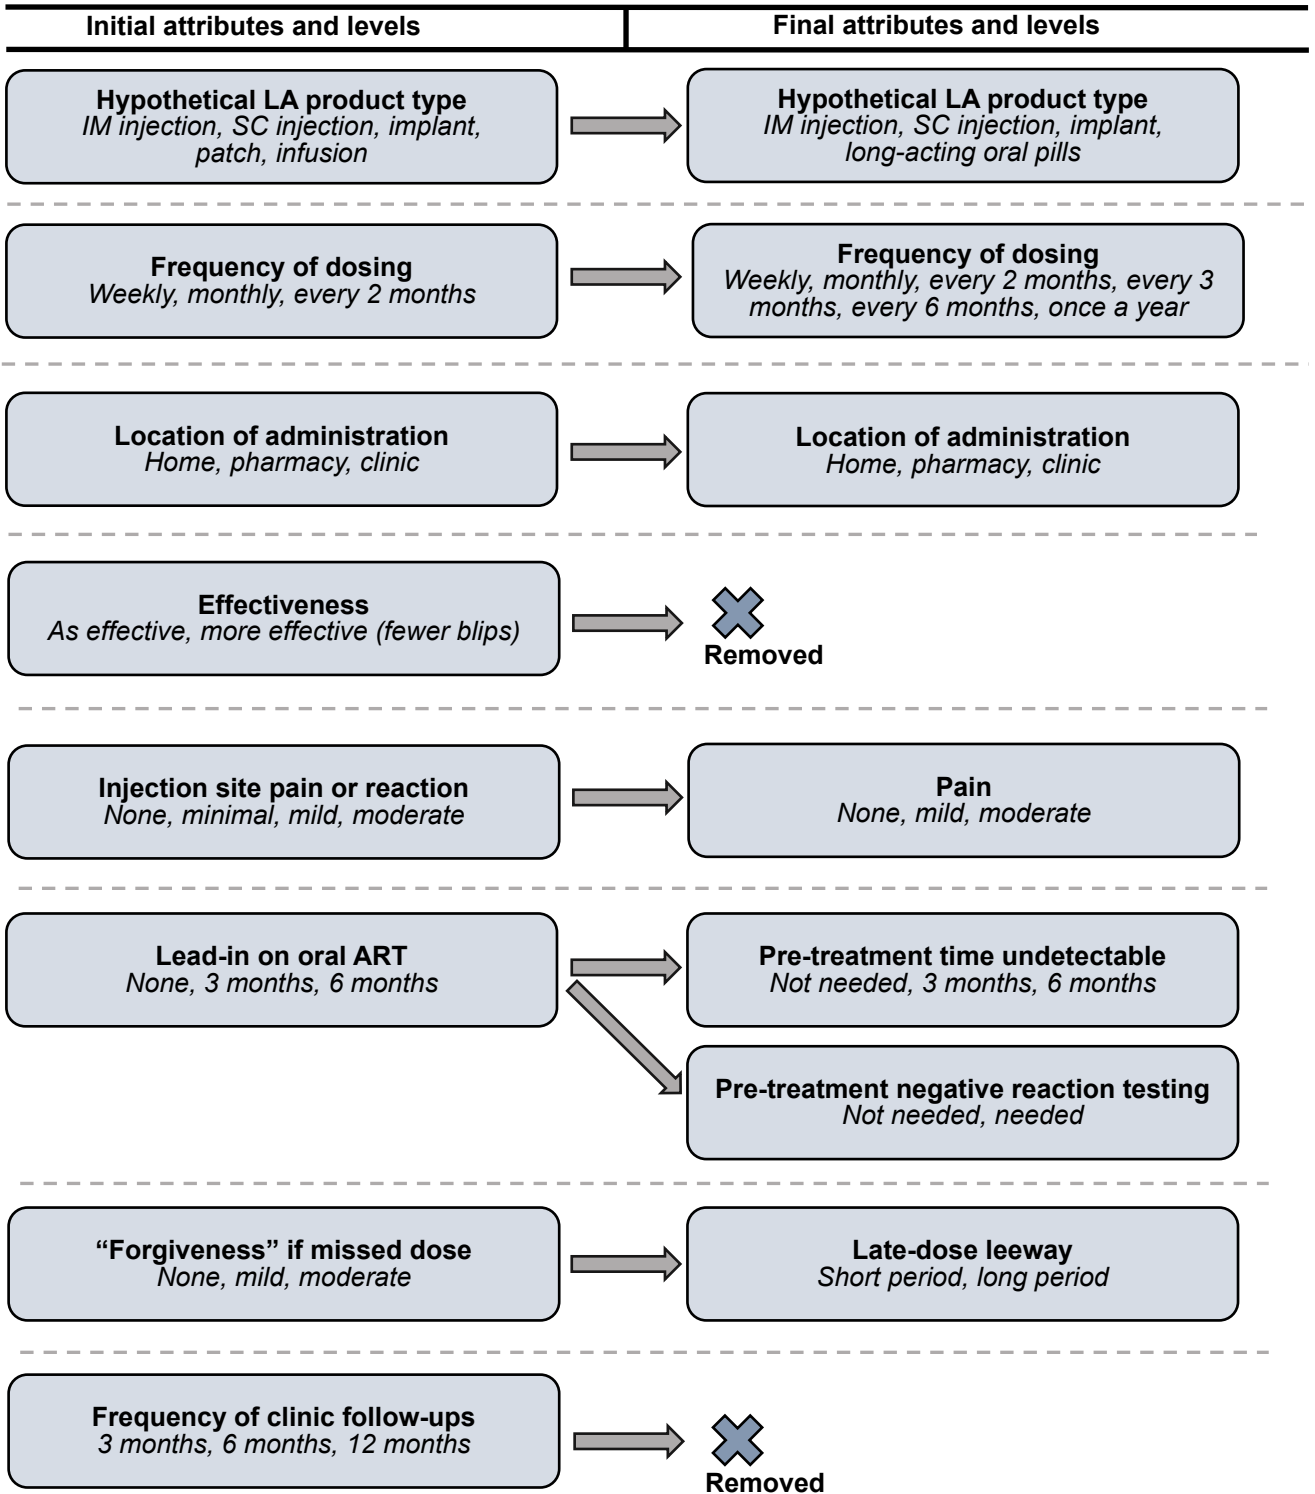 Initial attributes and levels
Final attributes and levels
Hypothetical LA product type
IM injection, SC injection, implant,
patch, infusion
Hypothetical LA product type
IM injection, SC injection, implant,
long-acting oral pills
Frequency of dosing
Weekly, monthly, every 2 months
Frequency of dosing
Weekly, monthly, every 2 months, every 3
months, every 6 months, once a year
Location of administration
Home, pharmacy, clinic
Location of administration
Home, pharmacy, clinic
Effectiveness
As effective, more effective (fewer blips)
Removed
Injection site pain or reaction
None, minimal, mild, moderate
Pain
None, mild, moderate
Lead-in on oral ART
None, 3 months, 6 months
Pre-treatment time undetectable
Not needed, 3 months, 6 months
Pre-treatment negative reaction testing
Not needed, needed
“Forgiveness” if missed dose
None, mild, moderate
Late-dose leeway
Short period, long period
Frequency of clinic follow-ups
3 months, 6 months, 12 months
Removed